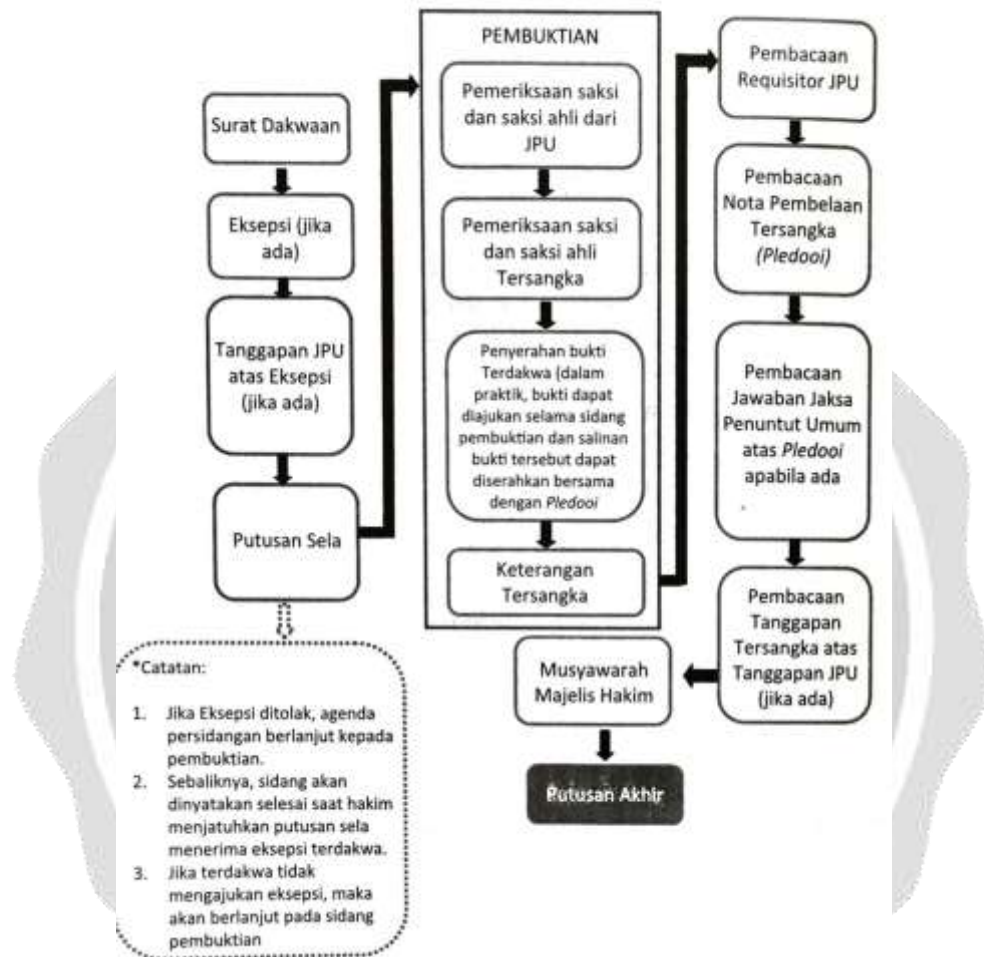 Surat Dakwaan
Eksepsi (jika
ada)
Tanggapan JPU
atas Eksepsi
(jika ada)
Putusan Sela
*Catatan:
1. Jika Eksepsi ditolak, agenda
persidangan berlanjut kepada
pembuktian.
2. Sebaliknya, sidang akan
dinyatakan selesai saat hakim
menjatuhkan putusan sela
menerima eksepsi terdakwa.
3. Jika terdakwa tidak
mengajukan eksepsi, maka
akan berlanjut pada sidang
pembuktian
PEMBUKTIAN
Pemeriksaan saksi
dan saksi ahli dari
JPU
Pemeriksaan saksi
dan saksi ahli
Tersangka
Penyerahan bukti
Terdakwa (dalam
praktik, bukti dapat
diajukan selama sidang
pembuktian dan salinan
bukti tersebut dapat
diserahkan bersama
dengan Pledooi
Keterangan
Tersangka
Pembacaan
Requisitor JPU
Pembacaan
Nota Pembelaan
Tersangka
(Pledooi)
Pembacaan
Jawaban Jaksa
Penuntut Umum
atas Pledooi
apabila ada
Pembacaan
Tanggapan
Tersangka atas
Tanggapan JPU
(jika ada)
Musyawarah
Majelis Hakim
Putusan Akhir